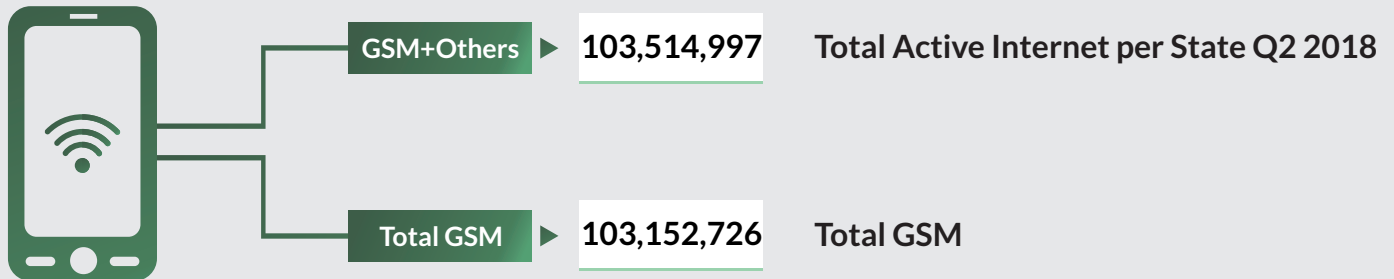 GSM+Others 103,514,997 Total Active Internet per State Q2 2018
Total GSM 103,152,726 Total GSM